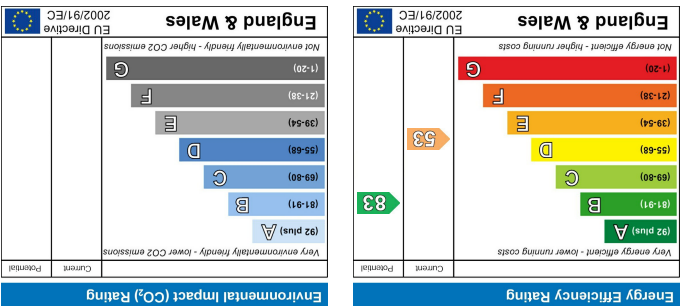 Energy Efficiency Rating
Current Potential
Very energy efficient - lower running costs
(92 plus) A
(81-91) B
83
(69-80) C
(55-68) D
53
(39-54) E
(21-38) F
(1-20) G
Not energy efficient - higher running costs
England & Wales
EU Directive
2002/91/EC
Environmental Impact (CO₂) Rating
Current Potential
Very environmentally friendly - lower CO2 emissions
(92 plus) A
(81-91) B
(69-80) C
(55-68) D
(39-54) E
(21-38) F
(1-20) G
Not environmentally friendly - higher CO2 emissions
England & Wales
EU Directive
2002/91/EC